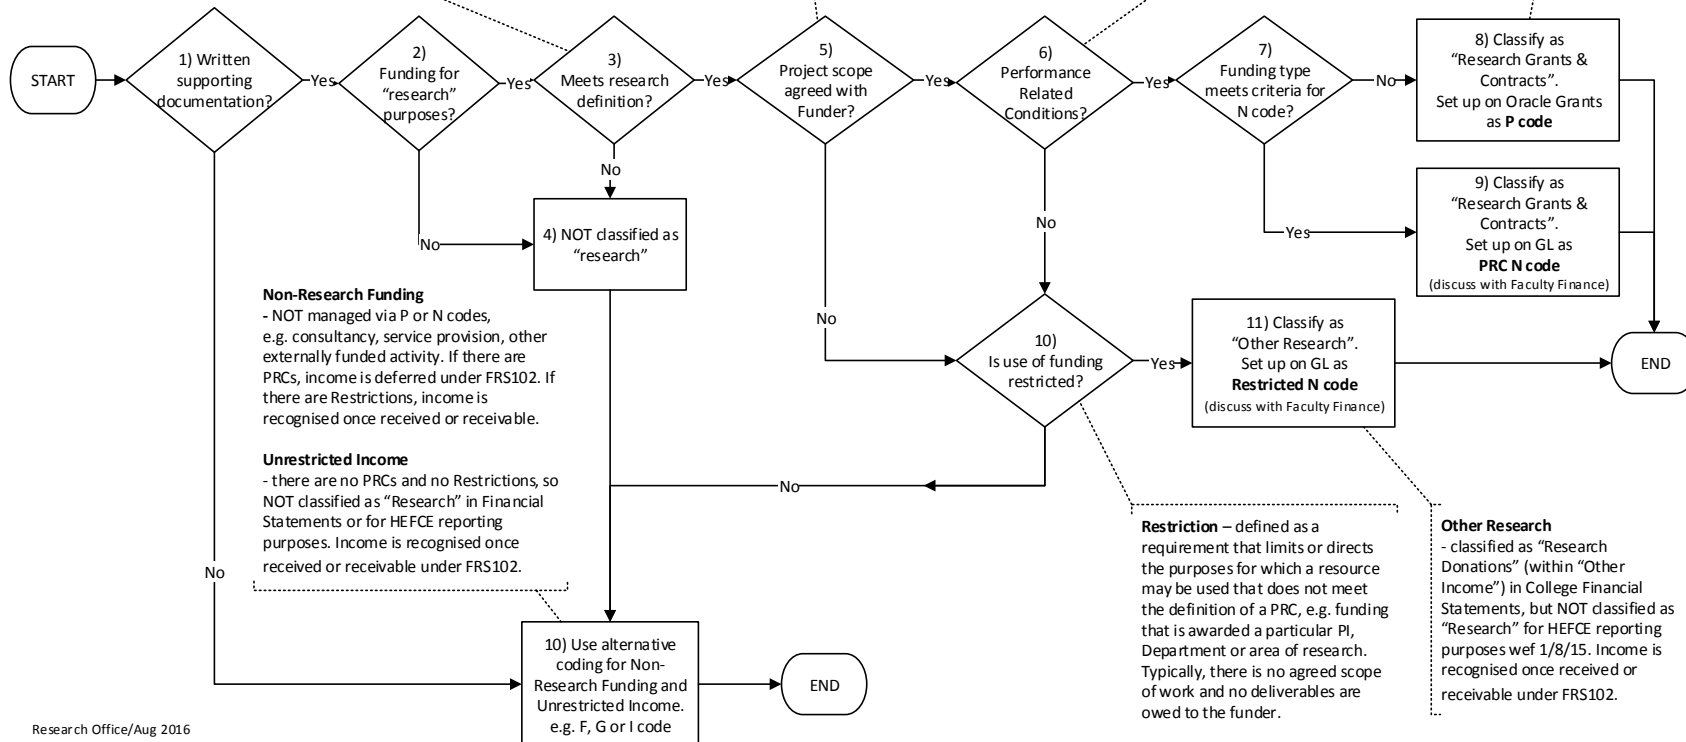 START
1) Written
supporting
documentation?
Yes
2)
Funding for
“research”
purposes?
Yes
3)
Meets research
definition?
Yes
5)
Project scope
agreed with
Funder?
Yes
6)
Performance
Related
Conditions?
Yes
7)
Funding type
meets criteria for
N code?
No
8) Classify as
“Research Grants &
Contracts”.
Set up on Oracle Grants
as P code
No
4) NOT classified as
“research”
No
No
No
Yes
9) Classify as
“Research Grants &
Contracts”.
Set up on GL as
PRC N code
(discuss with Faculty Finance)
Non-Research Funding
- NOT managed via P or N codes,
e.g. consultancy, service provision, other
externally funded activity. If there are
PRCs, income is deferred under FRS102. If
there are Restrictions, income is
recognised once received or receivable.
10)
Is use of funding
restricted?
Yes
11) Classify as
“Other Research”.
Set up on GL as
Restricted N code
(discuss with Faculty Finance)
END
Unrestricted Income
- there are no PRCs and no Restrictions, so
NOT classified as “Research” in Financial
Statements or for HEFCE reporting
purposes. Income is recognised once
received or receivable under FRS102.
No
No
Restriction – defined as a
requirement that limits or directs
the purposes for which a resource
may be used that does not meet
the definition of a PRC, e.g. funding
that is awarded a particular PI,
Department or area of research.
Typically, there is no agreed scope
of work and no deliverables are
owed to the funder.
Other Research
- classified as “Research
Donations” (within “Other
Income”) in College Financial
Statements, but NOT classified as
“Research” for HEFCE reporting
purposes wef 1/8/15. Income is
recognised once received or
receivable under FRS102.
10) Use alternative
coding for Non-
Research Funding and
Unrestricted Income.
e.g. F, G or I code
END
Research Office/Aug 2016